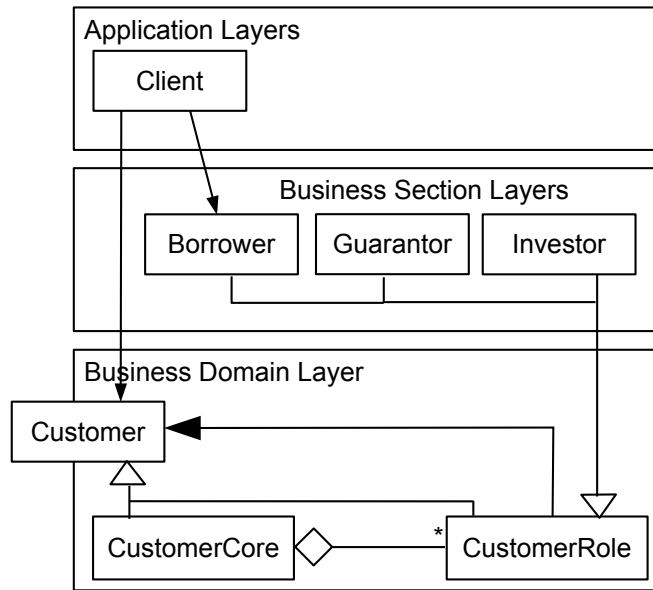 Application Layers
Client
Business Section Layers
Borrower
Guarantor
Investor
Business Domain Layer
Customer
CustomerCore
*
CustomerRole